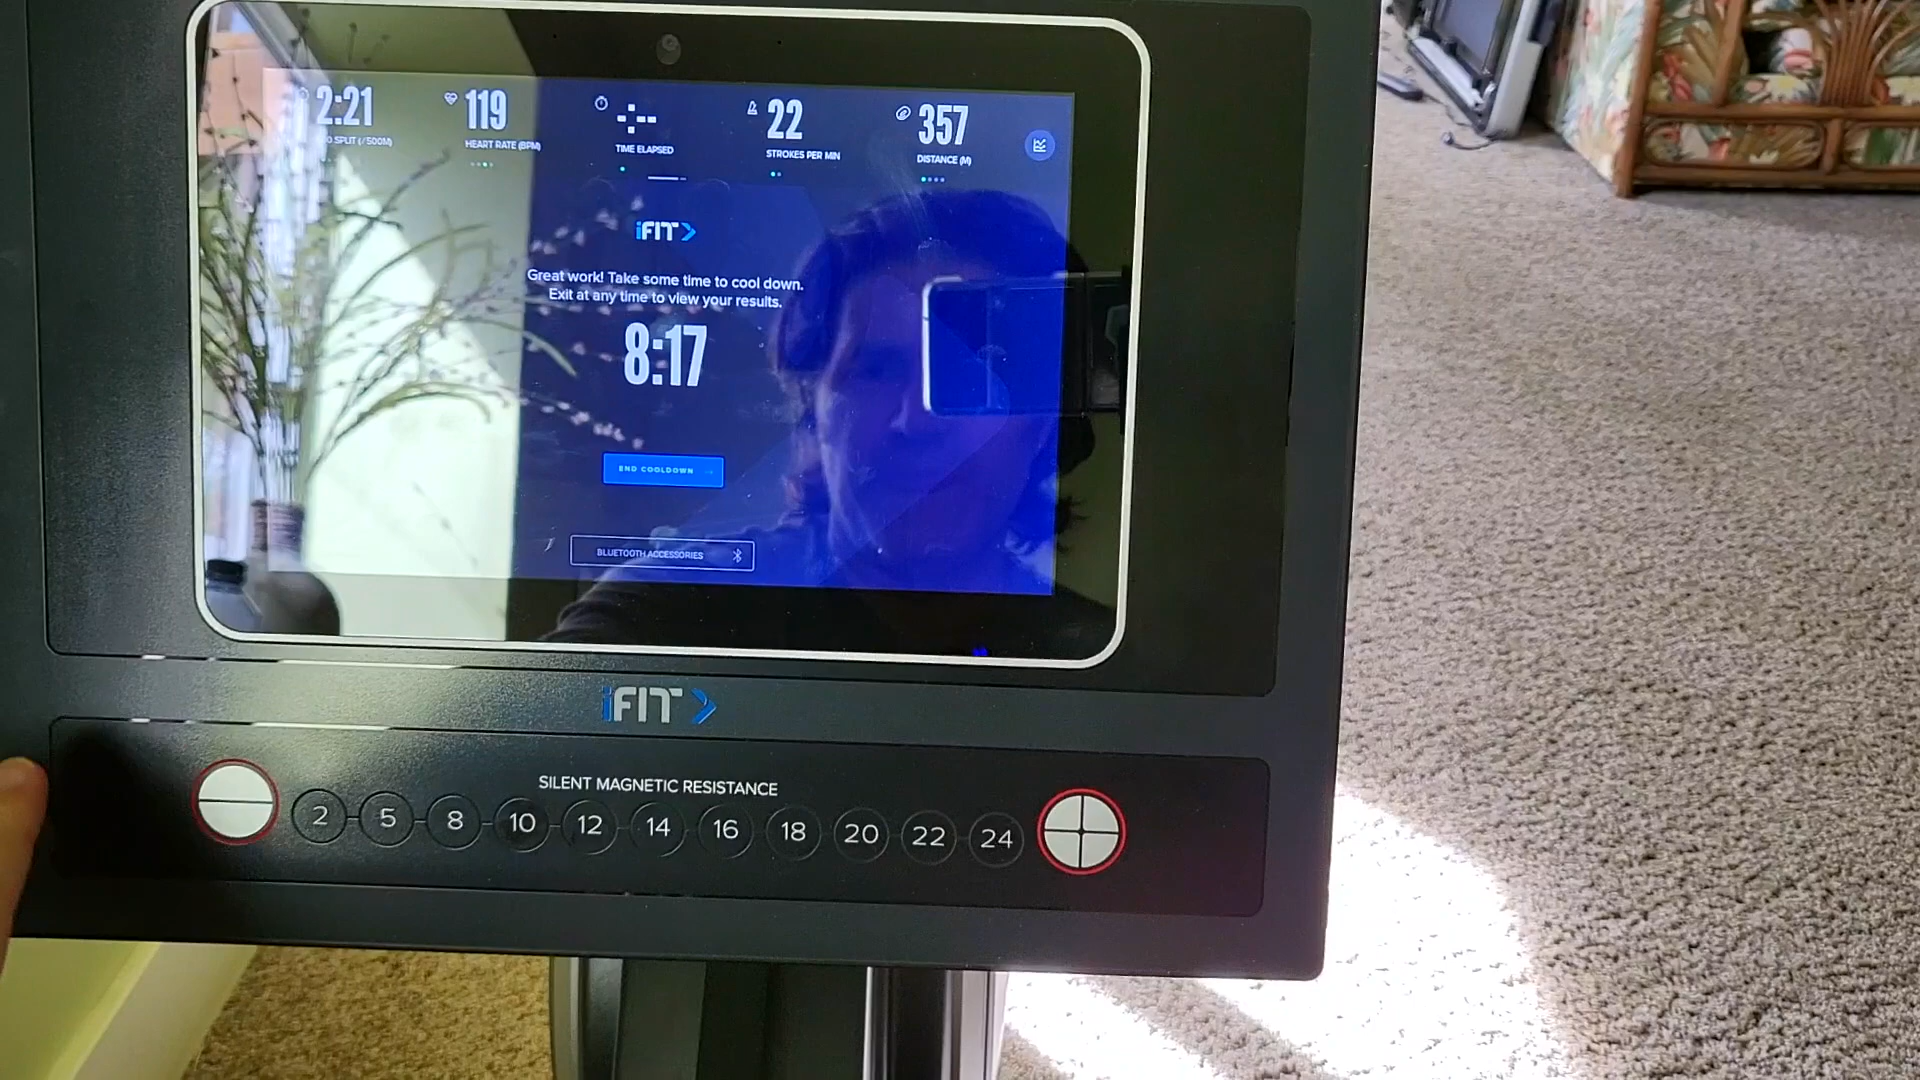 2:21 119 --:-- 22 357
SPLIT (/500M) HEART RATE (BPM) TIME ELAPSED STROKES PER MIN DISTANCE (M)
iFIT
Great work! Take some time to cool down.
Exit at any time to view your results.
8:17
END COOLDOWN
BLUETOOTH ACCESSORIES
iFIT
SILENT MAGNETIC RESISTANCE
2 5 8 10 12 14 16 18 20 22 24